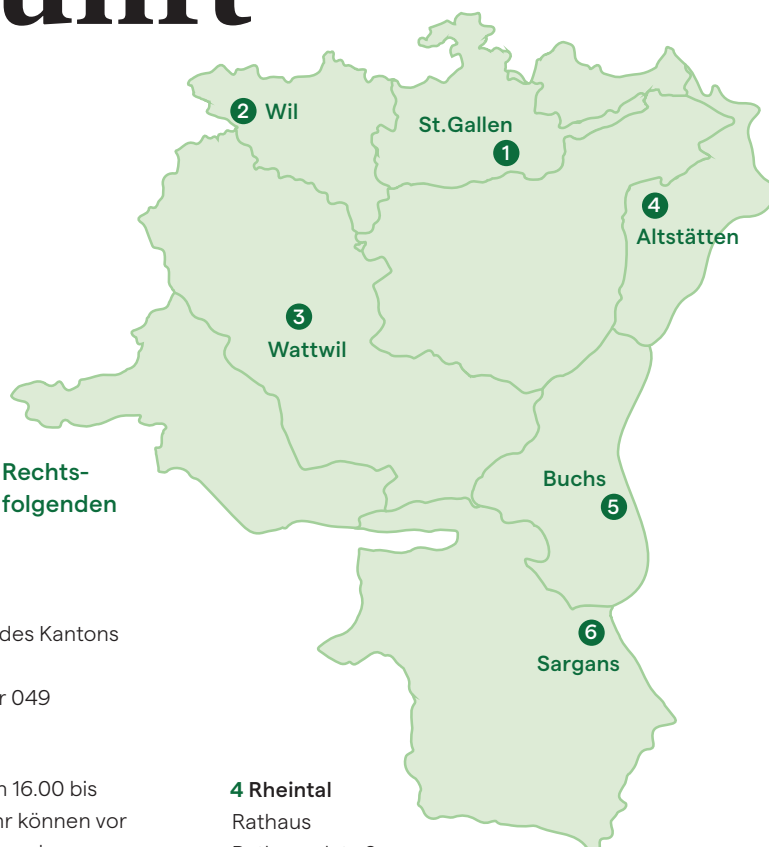 2 Wil
St.Gallen
1
4
Altstätten
3
Wattwil
Rechts-
folgenden
Buchs
5
des Kantons
6
Sargans
049
16.00 bis
4 Rheintal
können vor
Rathaus